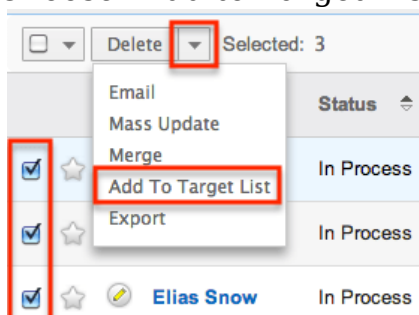 Delete Selected: 3
Email
Status
Mass Update
Merge
In Process
Add To Target List
Export
In Process
Elias Snow In Process